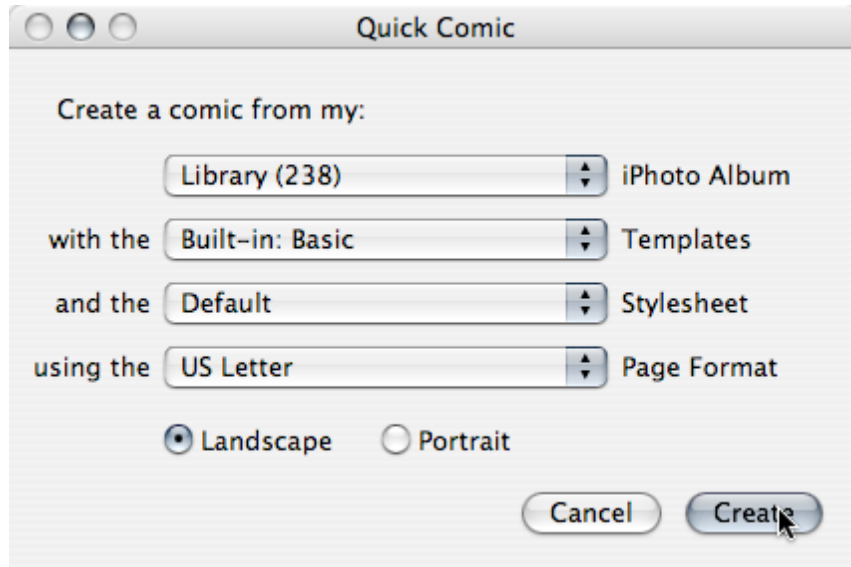 Quick Comic
Create a comic from my:
Library (238) iPhoto Album
with the Built-in: Basic Templates
and the Default Stylesheet
using the US Letter Page Format
Landscape Portrait
Cancel Create